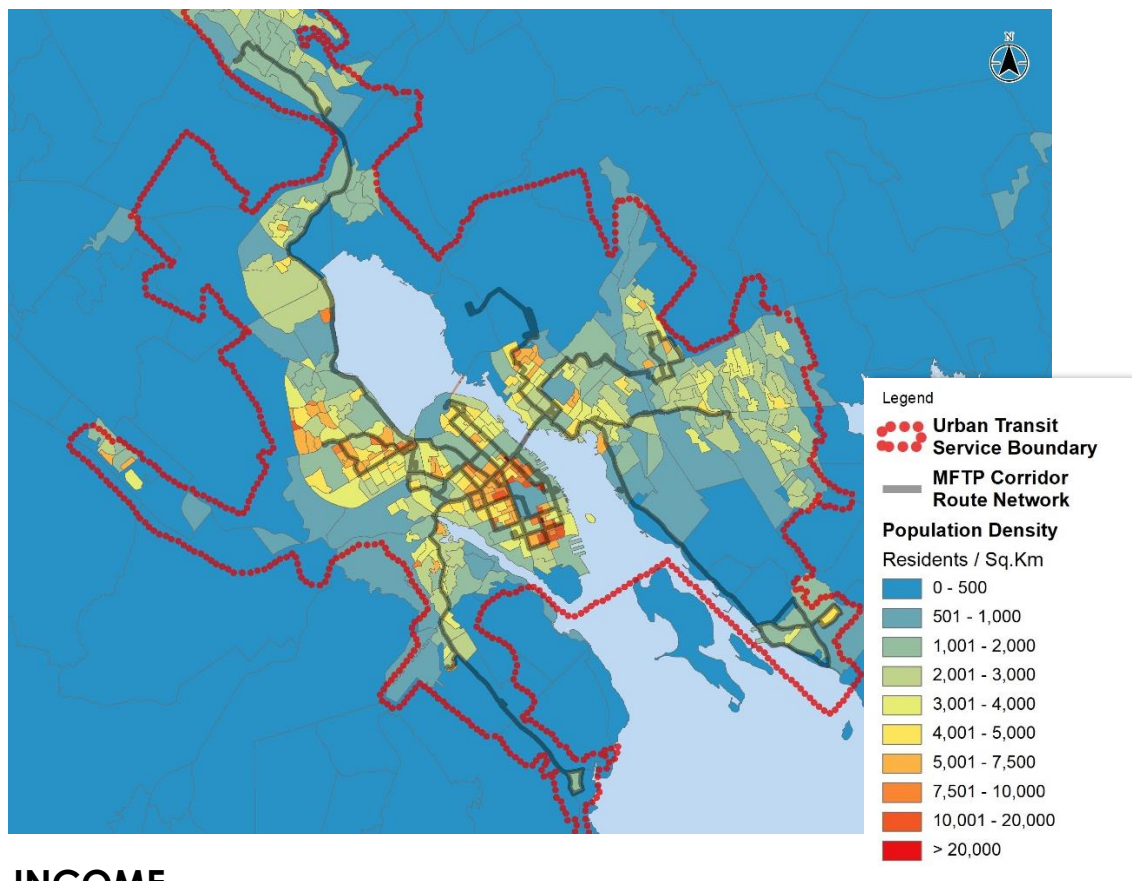 N
Legend
Urban Transit
Service Boundary
MFTP Corridor
Route Network
Population Density
Residents / Sq.Km
0 - 500
501 - 1,000
1,001 - 2,000
2,001 - 3,000
3,001 - 4,000
4,001 - 5,000
5,001 - 7,500
7,501 - 10,000
10,001 - 20,000
> 20,000
INCOME